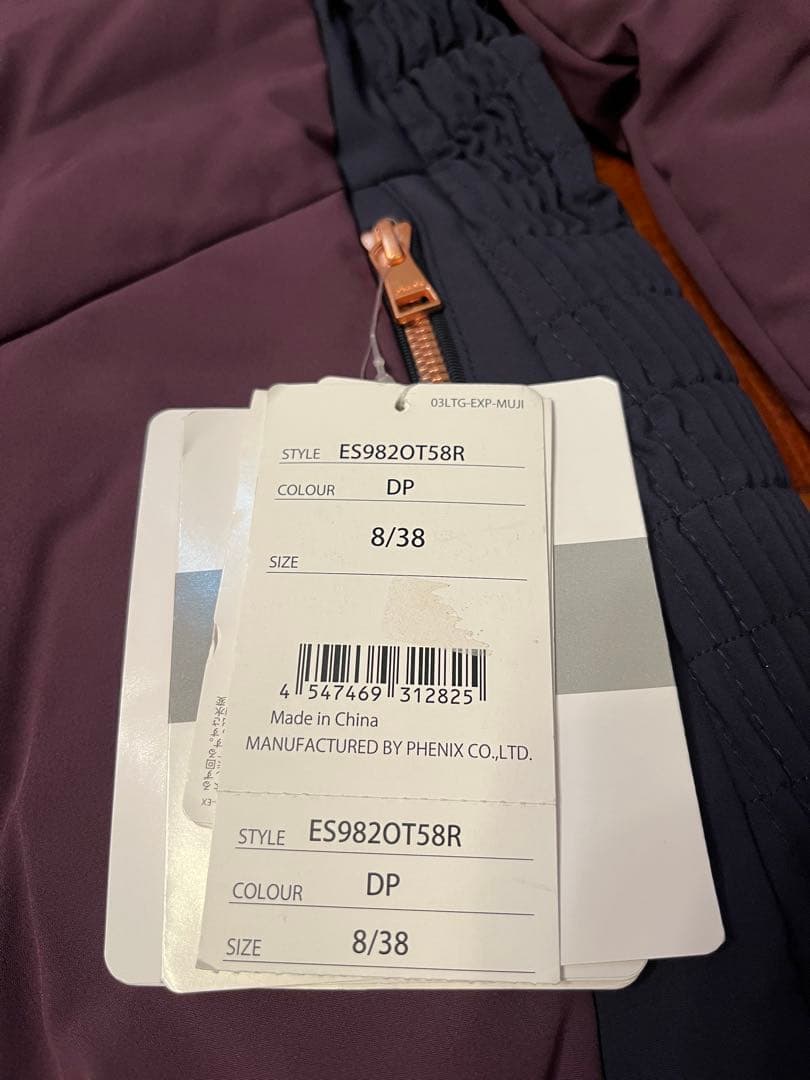 03LTG-EXP-MUJI
STYLE ES982OT58R
COLOUR DP
8/38
SIZE
4 547469 312825
Made in China
MANUFACTURED BY PHENIX CO.,LTD.
STYLE ES982OT58R
COLOUR DP
SIZE 8/38